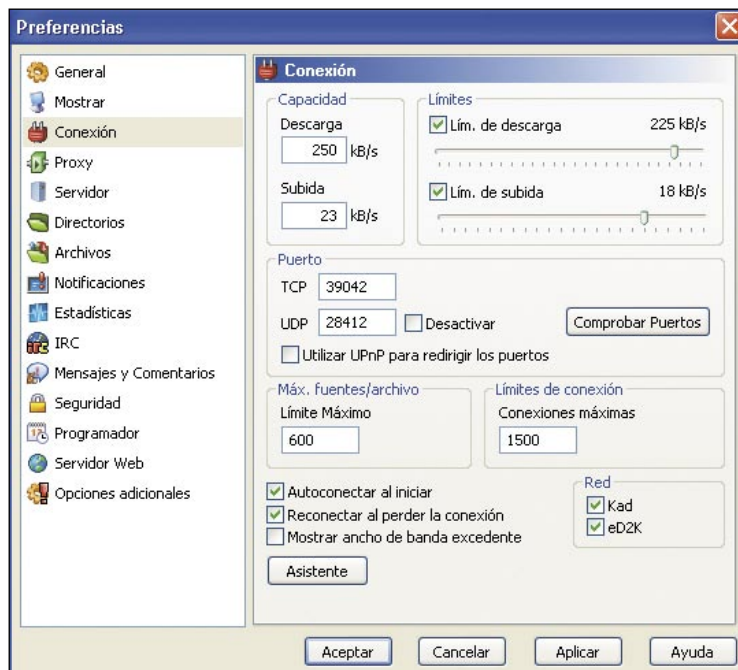 Preferencias
General
Mostrar
Conexión
Proxy
Servidor
Directorios
Archivos
Notificaciones
Estadísticas
IRC
Mensajes y Comentarios
Seguridad
Programador
Servidor Web
Opciones adicionales
Conexión
Capacidad
Descarga
250 kB/s
Subida
23 kB/s
Límites
Lím. de descarga 225 kB/s
Lím. de subida 18 kB/s
Puerto
TCP 39042
UDP 28412 Desactivar Comprobar Puertos
Utilizar UPnP para redirigir los puertos
Máx. fuentes/archivo
Límite Máximo
600
Límites de conexión
Conexiones máximas
1500
Autoconectar al iniciar
Reconectar al perder la conexión
Mostrar ancho de banda excedente
Red
Kad
eD2K
Asistente
Aceptar Cancelar Aplicar Ayuda